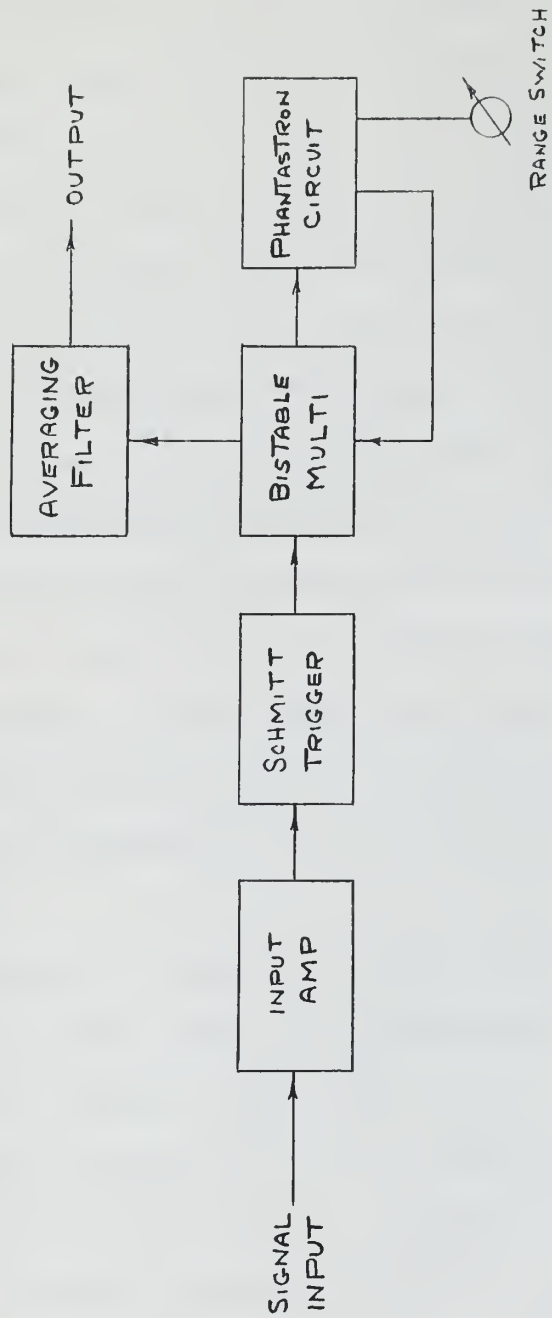 SIGNAL
INPUT
INPUT
AMP
SCHMITT
TRIGGER
BISTABLE
MULTI
AVERAGING
FILTER
OUTPUT
PHANTASTRON
CIRCUIT
RANGE SWITCH